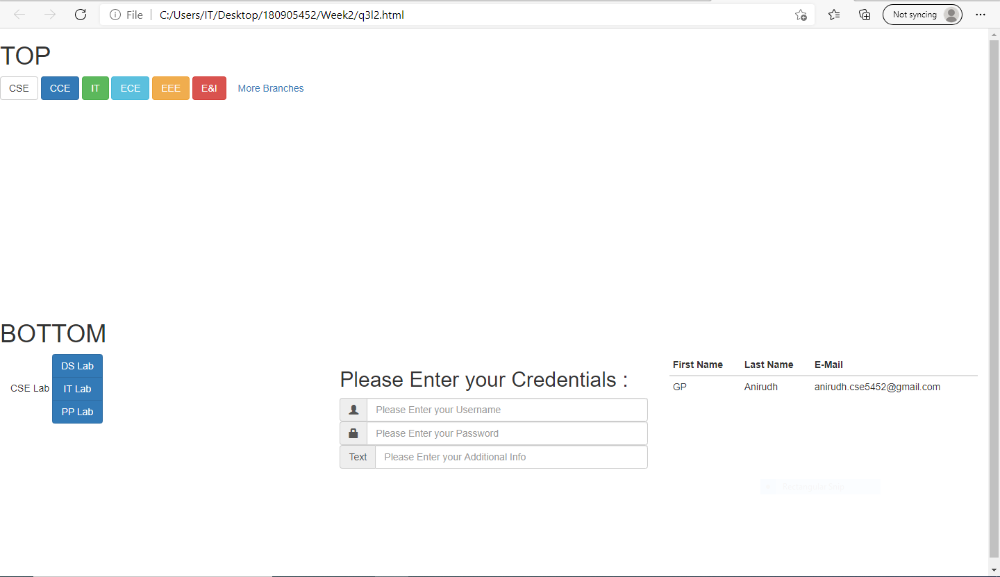 File C:/Users/IT/Desktop/180905452/Week2/q3l2.html Not syncing
TOP
CSE CCE IT ECE EEE E&I More Branches
BOTTOM
CSE Lab
DS Lab
IT Lab
PP Lab
Please Enter your Credentials :
Please Enter your Username
Please Enter your Password
Text Please Enter your Additional Info
First Name Last Name E-Mail
GP Anirudh anirudh.cse5452@gmail.com
Rectangular Snip